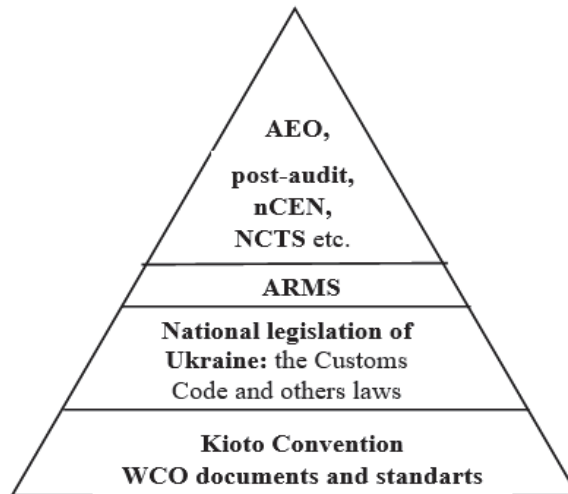 AEO,
post-audit,
nCEN,
NCTS etc.
ARMS
National legislation of
Ukraine: the Customs
Code and others laws
Kioto Convention
WCO documents and standarts